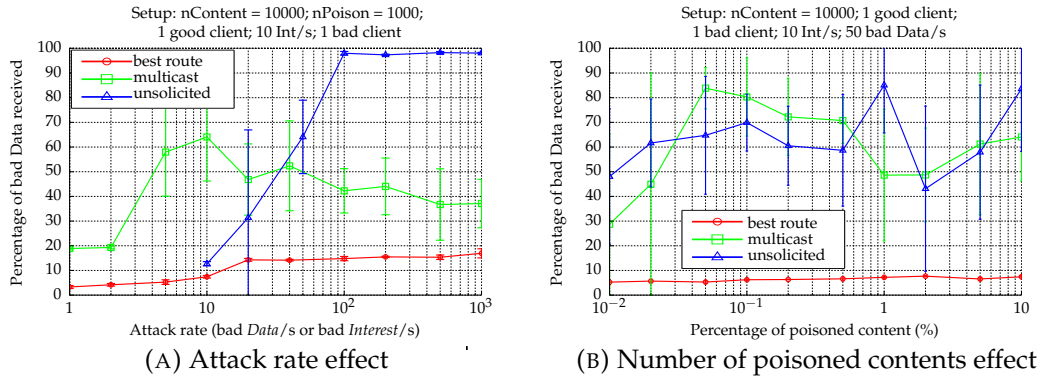 Setup: nContent = 10000; nPoison = 1000;
1 good client; 10 Int/s; 1 bad client
100
90
80
70
60
50
40
30
20
10
0
Percentage of bad Data received
best route
multicast
unsolicited
1
10
10²
10³
Attack rate (bad Data/s or bad Interest/s)
(A) Attack rate effect
Setup: nContent = 10000; 1 good client;
1 bad client; 10 Int/s; 50 bad Data/s
100
90
80
70
60
50
40
30
20
10
0
Percentage of bad Data received
best route
multicast
unsolicited
10⁻²
10⁻¹
1
10
Percentage of poisoned content (%)
(B) Number of poisoned contents effect